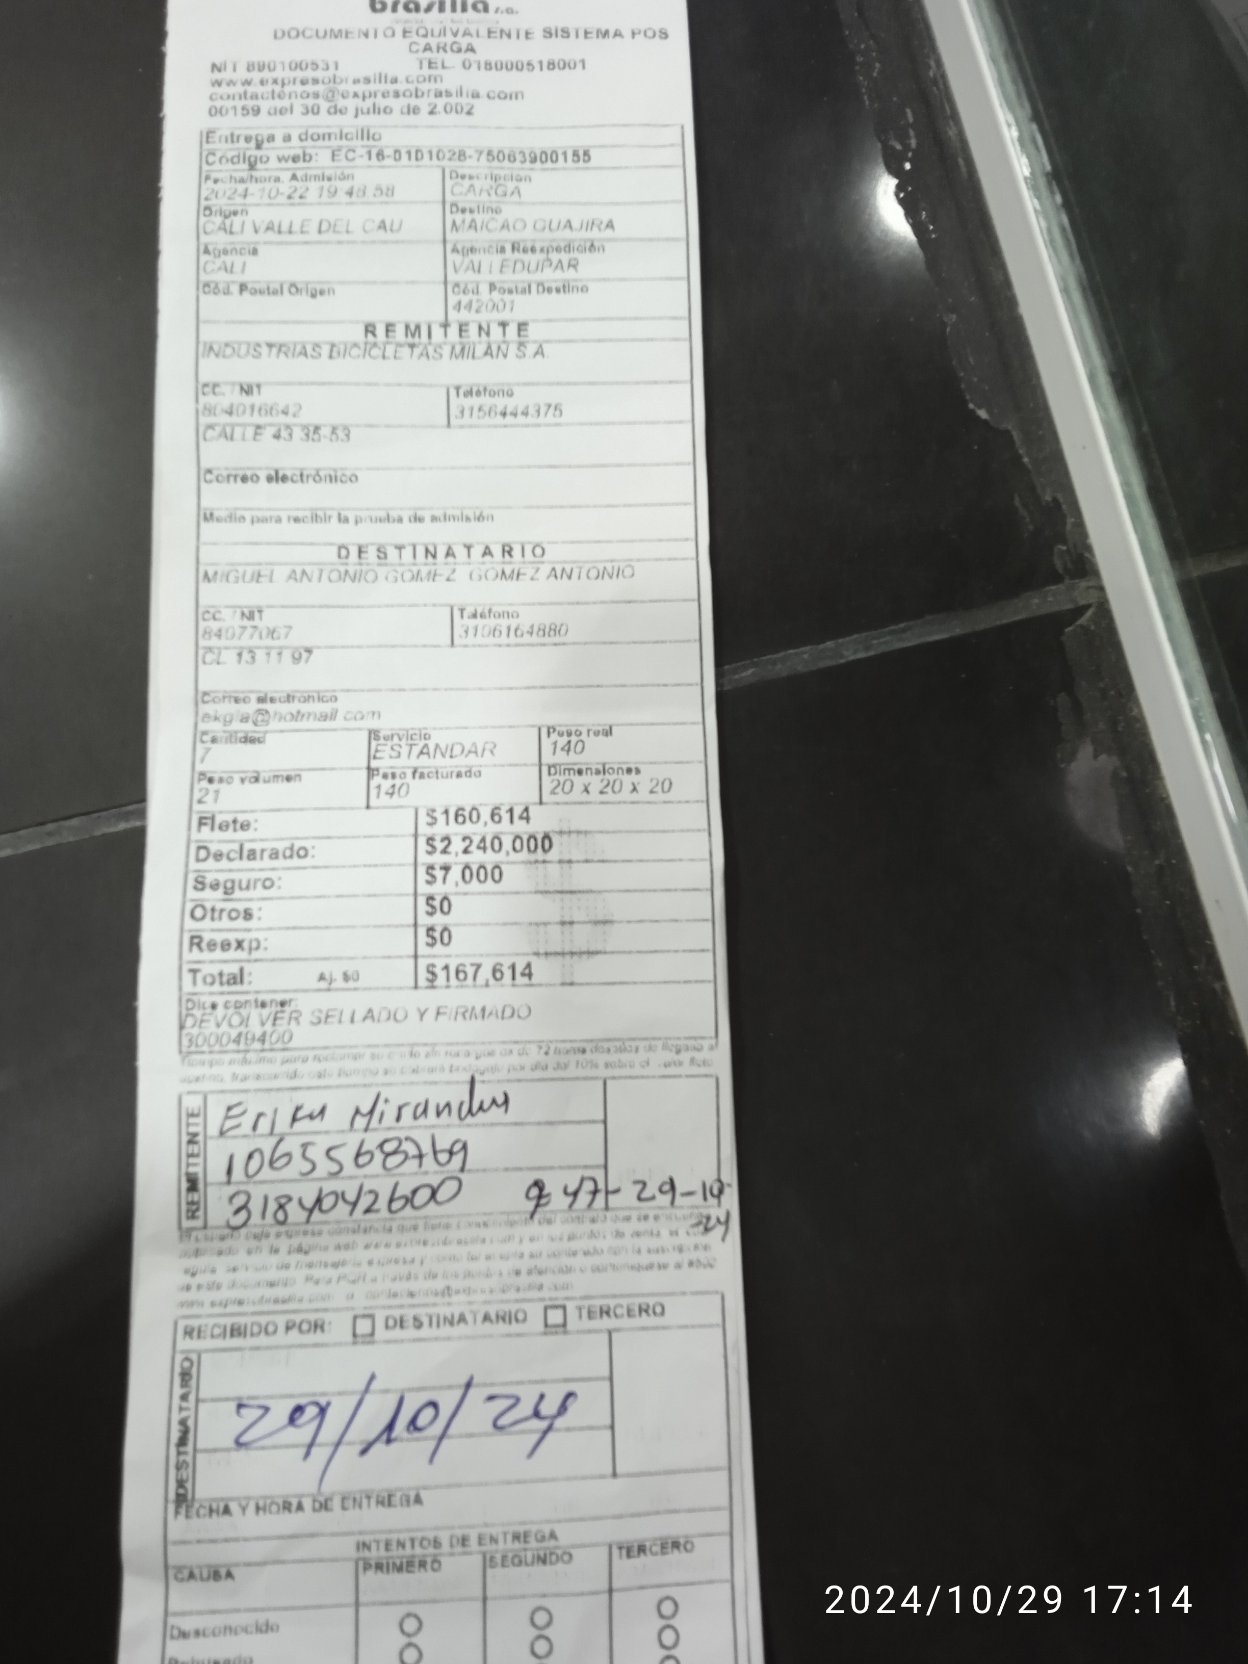 brasilia s.a.
DOCUMENTO EQUIVALENTE SISTEMA POS
CARGA
NIT 890100531 TEL. 018000518001
www.expresobrasilia.com
contactenos@expresobrasilia.com
00159 del 30 de julio de 2.002
Entrega a domicilio
Código web: EC-16-0101028-75063900155
Fecha/hora. Admisión Descripción
2024-10-22 19:48:58 CARGA
Origen Destino
CALI VALLE DEL CAU MAICAO GUAJIRA
Agencia Agencia Reexpedición
CALI VALLEDUPAR
Cód. Postal Origen Cód. Postal Destino
442001
REMITENTE
INDUSTRIAS BICICLETAS MILAN S.A.
CC. / NIT Teléfono
804016642 3156444375
CALLE 43 35-53
Correo electrónico
Medio para recibir la prueba de admisión
DESTINATARIO
MIGUEL ANTONIO GOMEZ GOMEZ ANTONIO
CC. / NIT Teléfono
84077067 3106164880
CL 13 11 97
Correo electrónico
@hotmail.com
Cantidad Servicio Peso real
7 ESTANDAR 140
Peso volumen Peso facturado Dimensiones
21 140 20 x 20 x 20
Flete: $160,614
Declarado: $2,240,000
Seguro: $7,000
Otros: $0
Reexp: $0
Total: Aj. $0 $167,614
Dice contener:
DEVOLVER SELLADO Y FIRMADO
300049400
REMITENTE
Erika Miranda
1065568769
3184042600 9:47-29-10
-24
RECIBIDO POR: DESTINATARIO TERCERO
DESTINATARIO
29/10/24
FECHA Y HORA DE ENTREGA
INTENTOS DE ENTREGA
CAUSA PRIMERO SEGUNDO TERCERO
Desconocido
Rehusado
2024/10/29 17:14